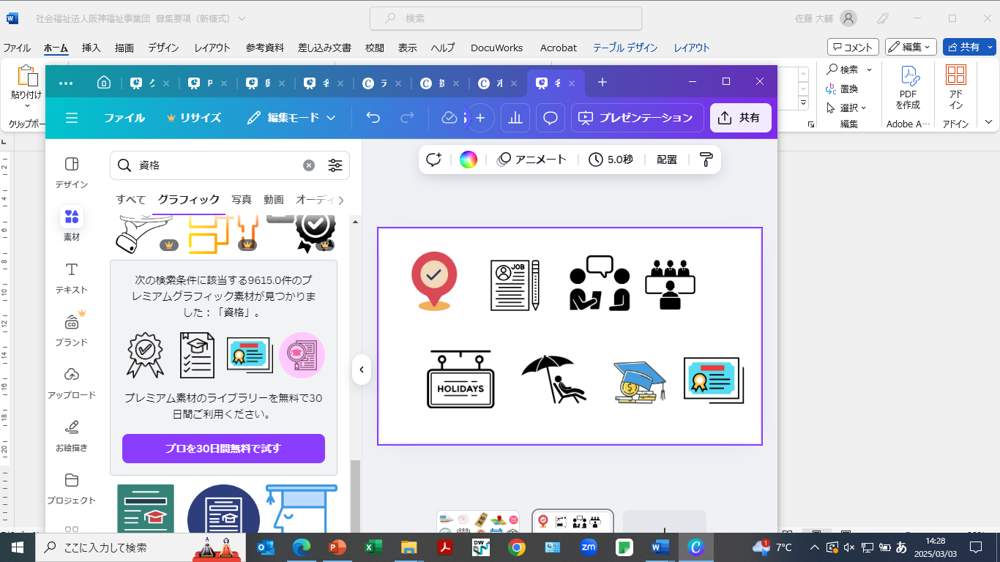 社会福祉法人阪神福祉事業団 募集要項（新様式）
検索
佐藤 大輔
ファイル ホーム 挿入 描画 デザイン レイアウト 参考資料 差し込み文書 校閲 表示 ヘルプ DocuWorks Acrobat テーブル デザイン レイアウト
コメント 編集 共有
貼り付け
クリップボー
検索
置換
選択
編集
PDF
を作成
Adobe A…
アド
イン
アドイン
ファイル リサイズ 編集モード プレゼンテーション 共有
デザイン
素材
テキスト
ブランド
アップロード
お絵描き
プロジェクト
資格
すべて グラフィック 写真 動画 オーディ
次の検索条件に該当する9615.0件のプ
レミアムグラフィック素材が見つかりま
した：「資格」。
プレミアム素材のライブラリーを無料で30
日間ご利用ください。
プロを30日間無料で試す
アニメート 5.0秒 配置
JOB
HOLIDAYS
ここに入力して検索
DW
zm
1
7°C
あ
14:28
2025/03/03